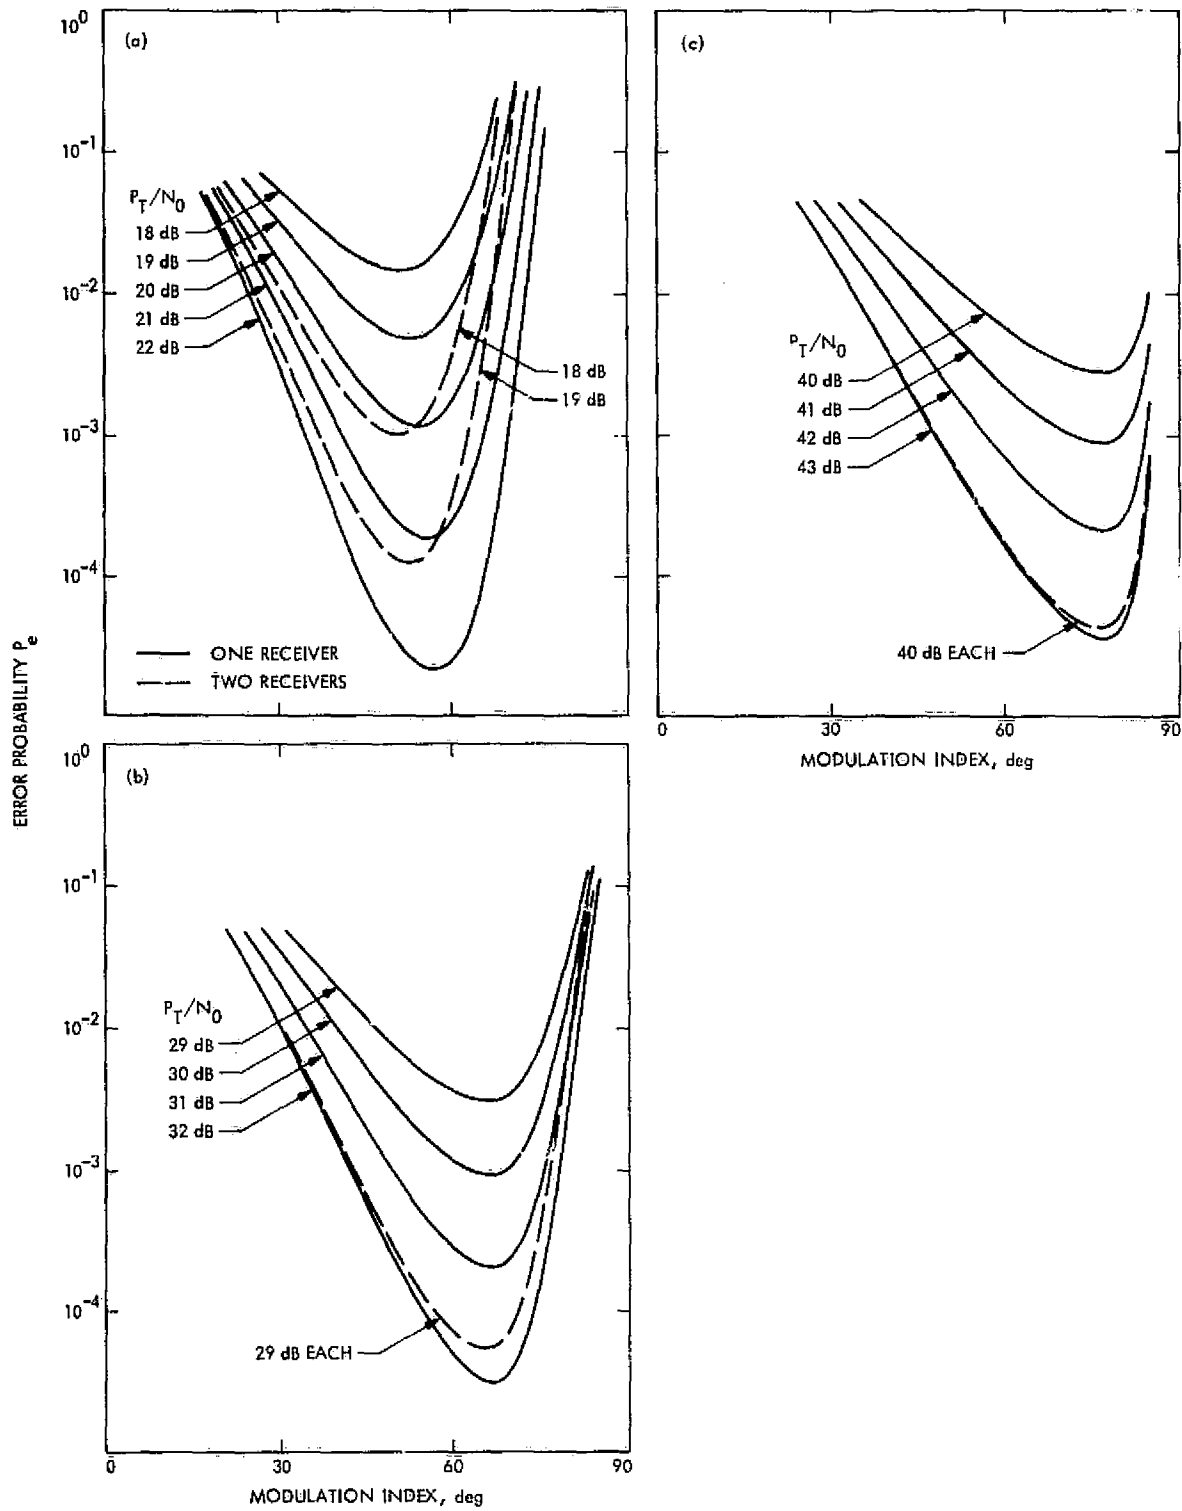 (a)
10⁰
10⁻¹
10⁻²
10⁻³
10⁻⁴
P_T/N_0
18 dB
19 dB
20 dB
21 dB
22 dB
18 dB
19 dB
ONE RECEIVER
TWO RECEIVERS
(c)
P_T/N_0
40 dB
41 dB
42 dB
43 dB
40 dB EACH
0 30 60 90
MODULATION INDEX, deg
ERROR PROBABILITY P_e
(b)
10⁰
10⁻¹
10⁻²
10⁻³
10⁻⁴
P_T/N_0
29 dB
30 dB
31 dB
32 dB
29 dB EACH
0 30 60 90
MODULATION INDEX, deg